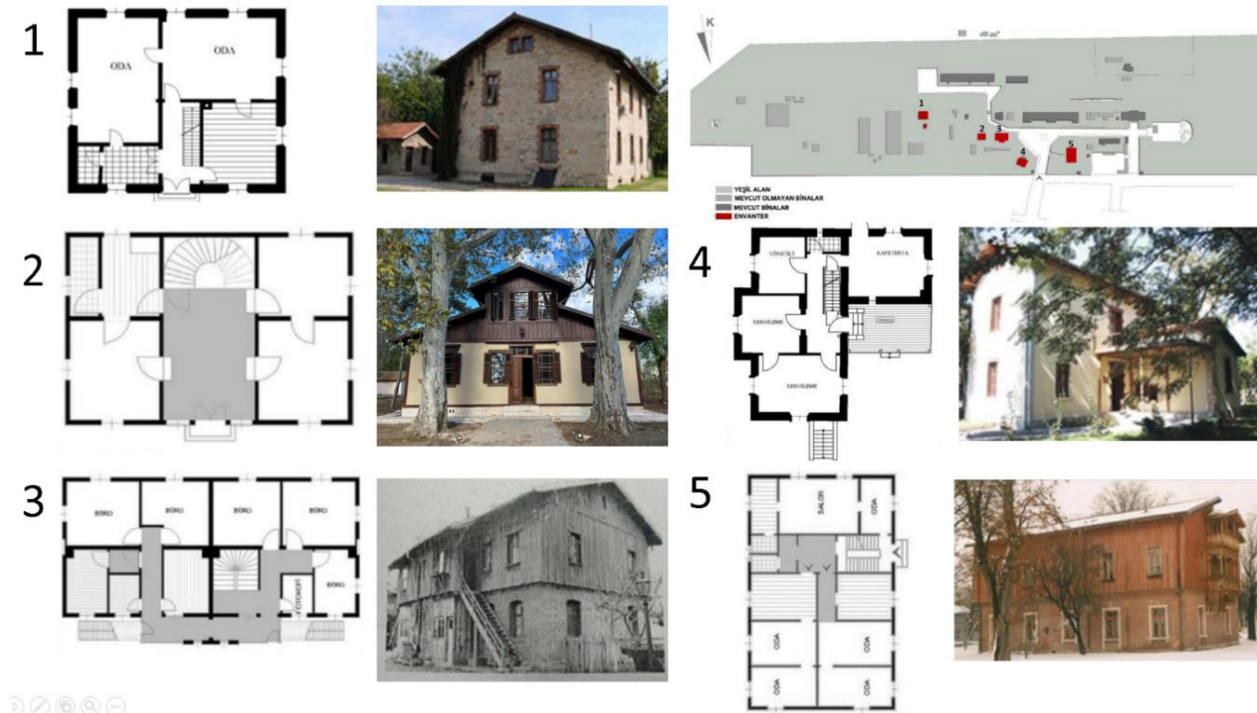 1
ODA
ODA
K
1
2
3
4
5
YEŞİL ALAN
MEVCUT OLMAYAN BİNALAR
MEVCUT BİNALAR
ENVANTER
2
4
YÖNETİCİ
KAFETERYA
SERGİLEME
SERGİLEME
3
BÜRO
BÜRO
BÜRO
BÜRO
BÜRO
FOTOKOPİ
5
SALON
ODA
ODA
ODA
ODA
ODA